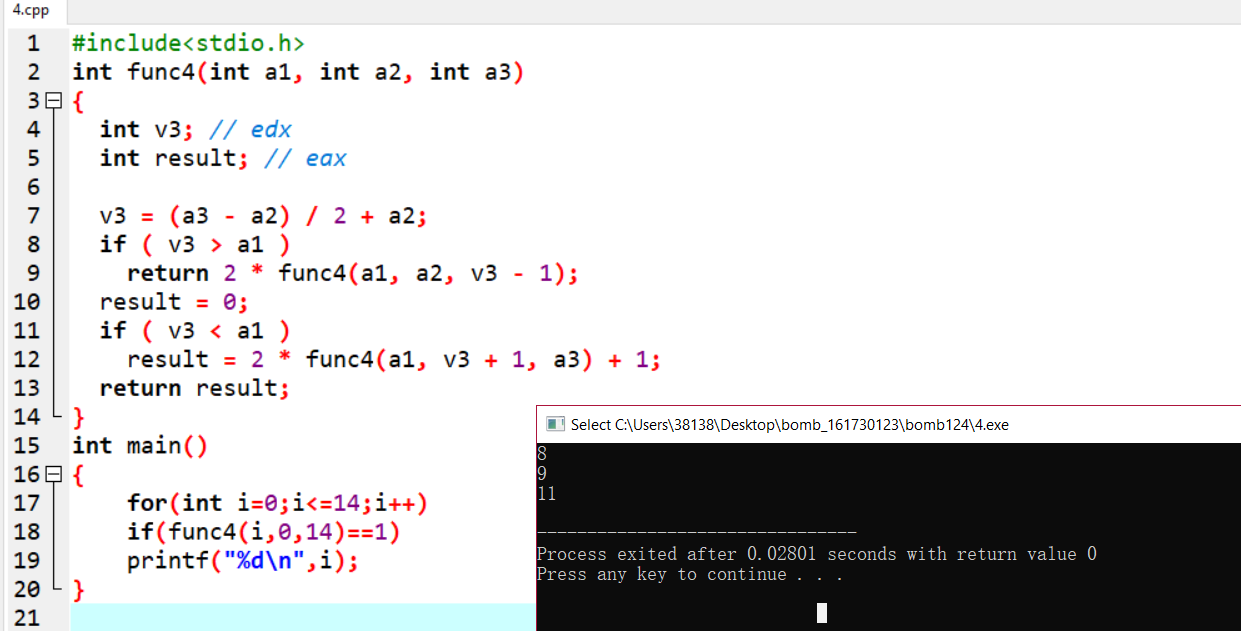 4.cpp
1 #include<stdio.h>
2 int func4(int a1, int a2, int a3)
3 {
4 int v3; // edx
5 int result; // eax
6
7 v3 = (a3 - a2) / 2 + a2;
8 if ( v3 > a1 )
9 return 2 * func4(a1, a2, v3 - 1);
10 result = 0;
11 if ( v3 < a1 )
12 result = 2 * func4(a1, v3 + 1, a3) + 1;
13 return result;
14 }
15 int main()
16 {
17 for(int i=0;i<=14;i++)
18 if(func4(i,0,14)==1)
19 printf("%d\n",i);
20 }
21
Select C:\Users\38138\Desktop\bomb_161730123\bomb124\4.exe
8
9
11
--------------------------------
Process exited after 0.02801 seconds with return value 0
Press any key to continue . . .